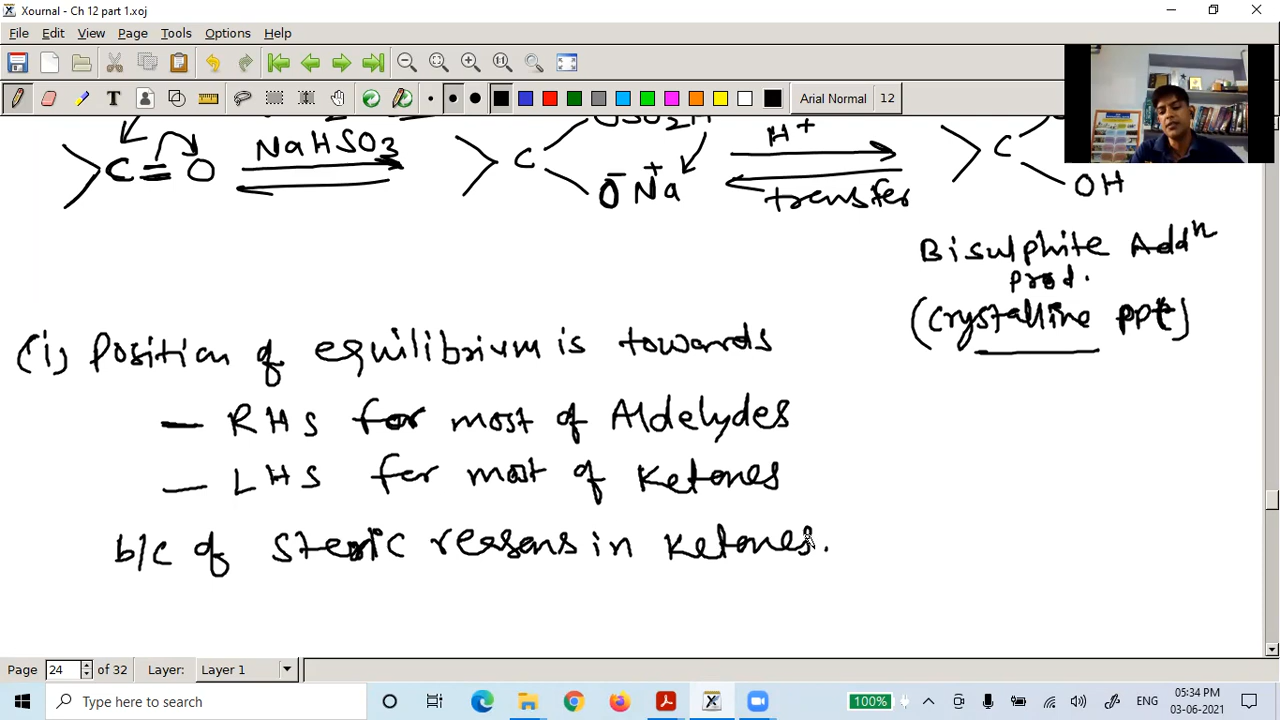 Xournal - Ch 12 part 1.xoj
File Edit View Page Tools Options Help
Arial Normal 12
C = O NaHSO3 C OSO2H H+ C
O- Na+ transfer OH
Bisulphite Addn
prod.
(Crystalline ppt)
(i) Position of equilibrium is towards
— RHS for most of Aldelydes
— LHS for most of Ketones
b/c of Steric reasons in Ketones.
Page 24 of 32 Layer: Layer 1
Type here to search
100%
ENG
05:34 PM
03-06-2021